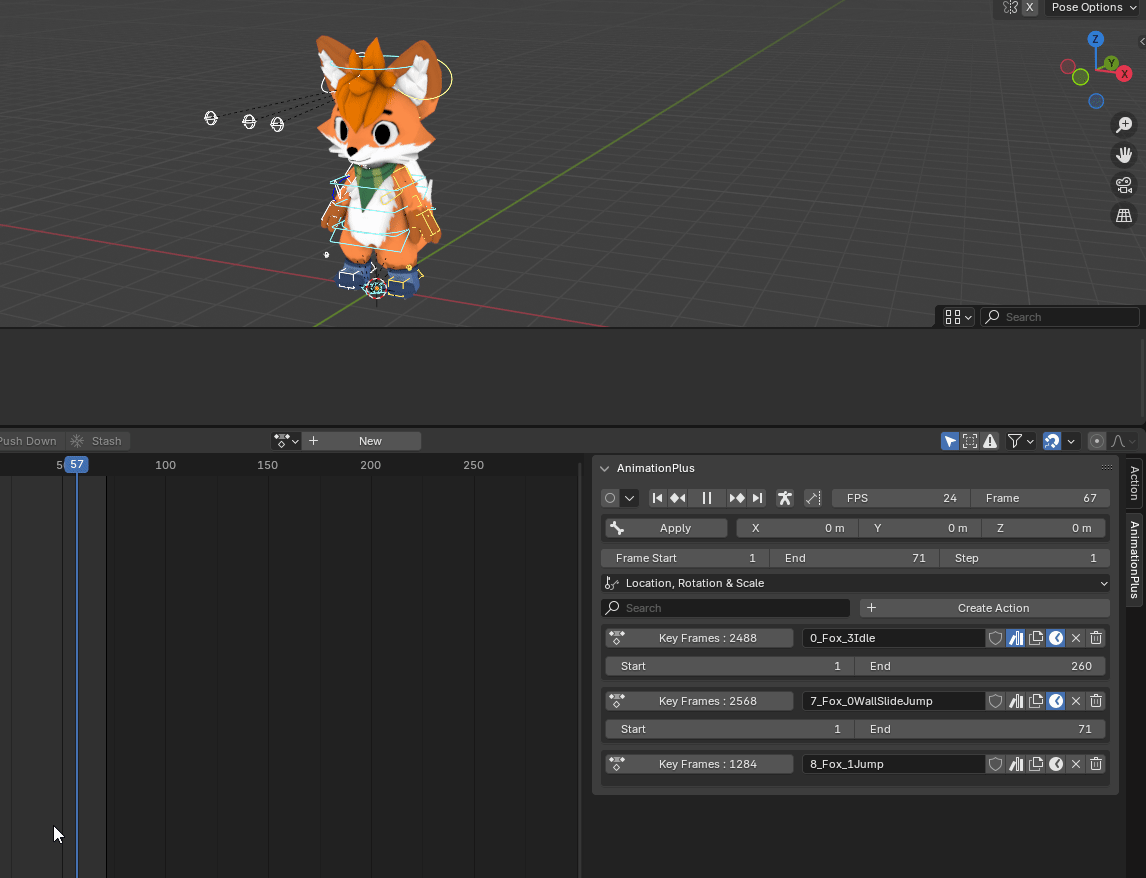 X Pose Options
Z
Y
X
Search
Push Down Stash New
57 100 150 200 250
AnimationPlus
FPS 24 Frame 67
Apply X 0 m Y 0 m Z 0 m
Frame Start 1 End 71 Step 1
Location, Rotation & Scale
Search Create Action
Key Frames : 2488 0_Fox_3Idle
Start 1 End 260
Key Frames : 2568 7_Fox_0WallSlideJump
Start 1 End 71
Key Frames : 1284 8_Fox_1Jump
Action
AnimationPlus